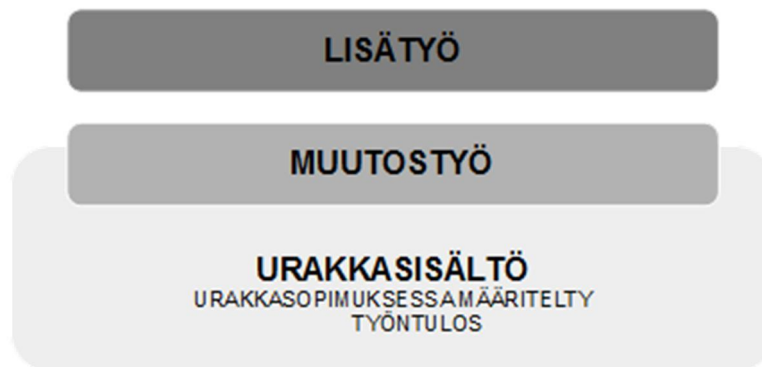 LISÄTYÖ
MUUTOSTYÖ
URAKKASISÄLTÖ
URAKKASOPIMUKSESSA MÄÄRITELTY
TYÖNTULOS